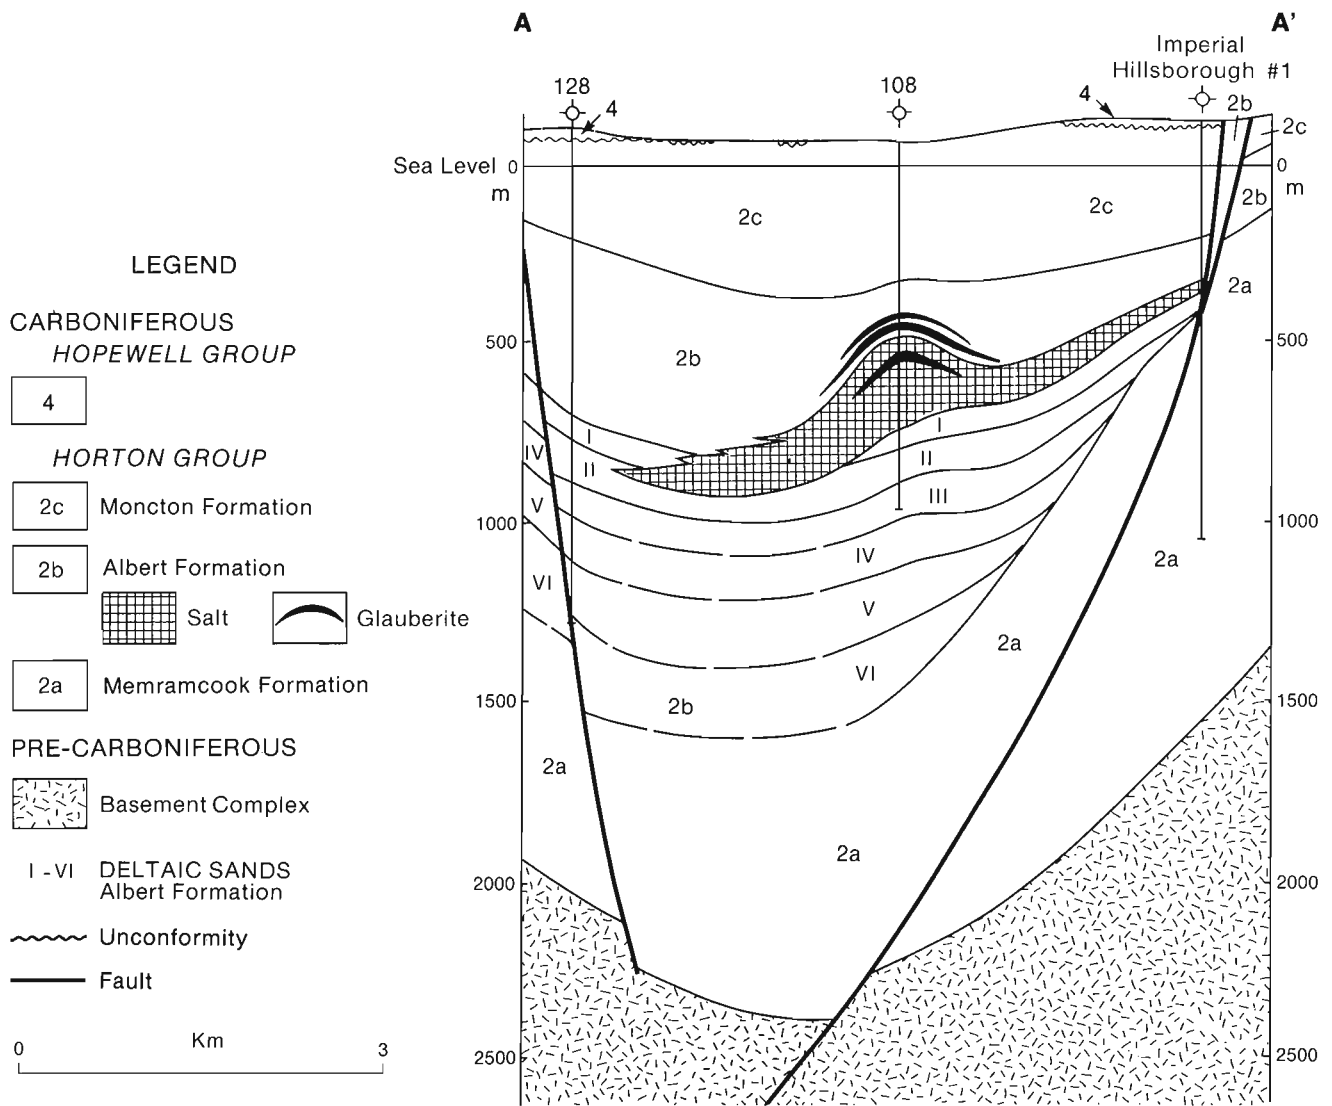 A
A'
Imperial
Hillsborough #1
128
108
4
4
2b
2c
Sea Level 0
0
m
m
2c
2c
2b
2a
500
500
2b
I
II
I
II
III
IV
IV
V
V
VI
VI
1000
1000
2a
2a
2b
1500
1500
2a
2a
2000
2000
2500
2500
LEGEND
CARBONIFEROUS
HOPEWELL GROUP
4
HORTON GROUP
2c Moncton Formation
2b Albert Formation
Salt Glauberite
2a Memramcook Formation
PRE-CARBONIFEROUS
Basement Complex
I - VI DELTAIC SANDS
Albert Formation
Unconformity
Fault
Km
0 3